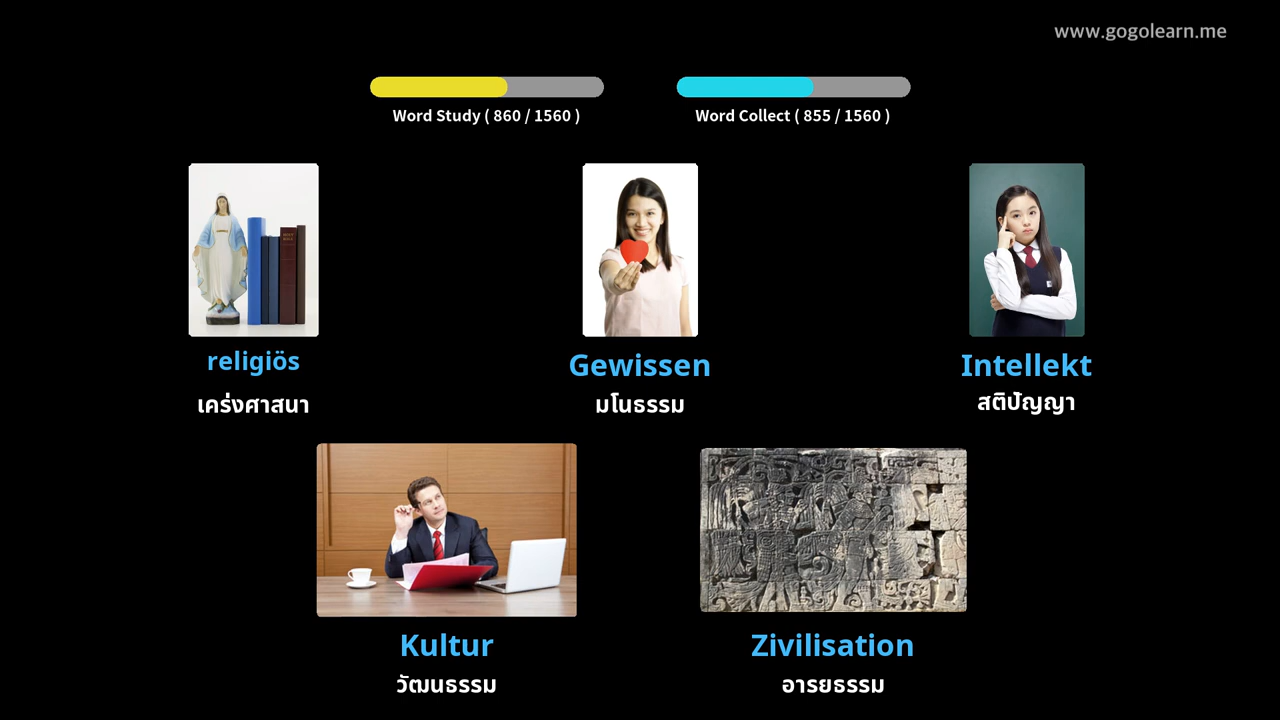 www.gogolearn.me
Word Study ( 860 / 1560 )
Word Collect ( 855 / 1560 )
religiös
Gewissen
Intellekt
เคร่งศาสนา
มโนธรรม
สติปัญญา
Kultur
Zivilisation
วัฒนธรรม
อารยธรรม